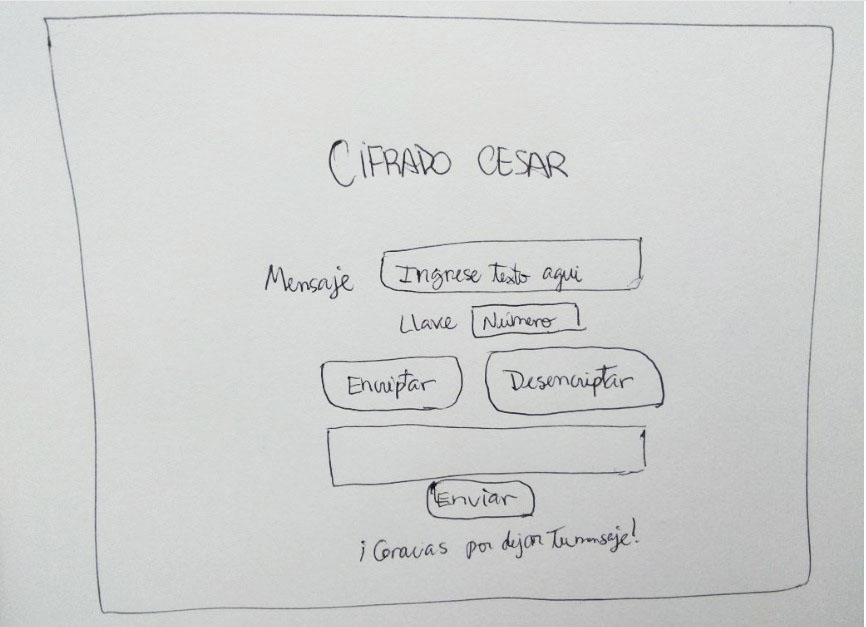 CIFRADO CESAR
Mensaje Ingrese texto aqui
Llave Número
Encriptar Desencriptar
Enviar
¡Gracias por dejar Tu mensaje!